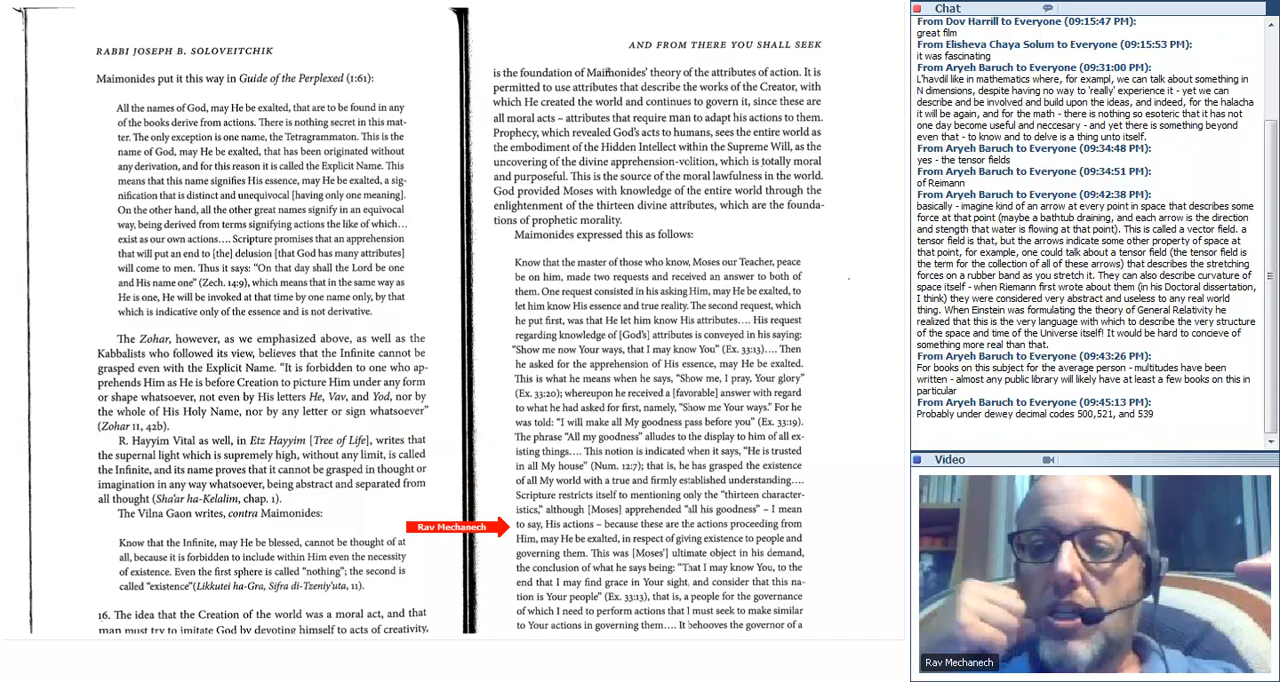 RABBI JOSEPH B. SOLOVEITCHIK
Maimonides put it this way in Guide of the Perplexed (1:61):
All the names of God, may He be exalted, that are to be found in any
of the books derive from actions. There is nothing secret in this mat-
ter. The only exception is one name, the Tetragrammaton. This is the
name of God, may He be exalted, that has been originated without
any derivation, and for this reason it is called the Explicit Name. This
means that this name signifies His essence, may He be exalted, a sig-
nification that is distinct and unequivocal [having only one meaning].
On the other hand, all the other great names signify in an equivocal
way, being derived from terms signifying actions the like of which…
exist as our own actions…. Scripture promises that an apprehension
that will put an end to [the] delusion [that God has many attributes]
will come to men. Thus it says: “On that day shall the Lord be one
and His name one” (Zech. 14:9), which means that in the same way as
He is one, He will be invoked at that time by one name only, by that
which is indicative only of the essence and is not derivative.
The Zohar, however, as we emphasized above, as well as the
Kabbalists who followed its view, believes that the Infinite cannot be
grasped even with the Explicit Name. “It is forbidden to one who ap-
prehends Him as He is before Creation to picture Him under any form
or shape whatsoever, not even by His letters He, Vav, and Yod, nor by
the whole of His Holy Name, nor by any letter or sign whatsoever”
(Zohar II, 42b).
R. Hayyim Vital as well, in Etz Hayyim [Tree of Life], writes that
the supernal light which is supremely high, without any limit, is called
the Infinite, and its name proves that it cannot be grasped in thought or
imagination in any way whatsoever, being abstract and separated from
all thought (Sha'ar ha-Kelalim, chap. 1).
The Vilna Gaon writes, contra Maimonides:
Know that the Infinite, may He be blessed, cannot be thought of at
all, because it is forbidden to include within Him even the necessity
of existence. Even the first sphere is called “nothing”; the second is
called “existence” (Likkutei ha-Gra, Sifra di-Tzeniy'uta, 11).
16. The idea that the Creation of the world was a moral act, and that
man must try to imitate God by devoting himself to acts of creativity,
AND FROM THERE YOU SHALL SEEK
is the foundation of Maimonides' theory of the attributes of action. It is
permitted to use attributes that describe the works of the Creator, with
which He created the world and continues to govern it, since these are
all moral acts – attributes that require man to adapt his actions to them.
Prophecy, which revealed God's acts to humans, sees the entire world as
the embodiment of the Hidden Intellect within the Supreme Will, as the
uncovering of the divine apprehension-volition, which is totally moral
and purposeful. This is the source of the moral lawfulness in the world.
God provided Moses with knowledge of the entire world through the
enlightenment of the thirteen divine attributes, which are the founda-
tions of prophetic morality.
Maimonides expressed this as follows:
Know that the master of those who know, Moses our Teacher, peace
be on him, made two requests and received an answer to both of
them. One request consisted in his asking Him, may He be exalted, to
let him know His essence and true reality. The second request, which
he put first, was that He let him know His attributes…. His request
regarding knowledge of [God's] attributes is conveyed in his saying:
“Show me now Your ways, that I may know You” (Ex. 33:13)…. Then
he asked for the apprehension of His essence, may He be exalted.
This is what he means when he says, “Show me, I pray, Your glory”
(Ex. 33:20); whereupon he received a [favorable] answer with regard
to what he had asked for first, namely, “Show me Your ways.” For he
was told: “I will make all My goodness pass before you” (Ex. 33:19).
The phrase “All my goodness” alludes to the display to him of all ex-
isting things…. This notion is indicated when it says, “He is trusted
in all My house” (Num. 12:7); that is, he has grasped the existence
of all My world with a true and firmly established understanding….
Scripture restricts itself to mentioning only the “thirteen character-
istics,” although [Moses] apprehended “all his goodness” – I mean
to say, His actions – because these are the actions proceeding from
Him, may He be exalted, in respect of giving existence to people and
governing them. This was [Moses'] ultimate object in his demand,
the conclusion of what he says being: “That I may know You, to the
end that I may find grace in Your sight, and consider that this na-
tion is Your people” (Ex. 33:13), that is, a people for the governance
of which I need to perform actions that I must seek to make similar
to Your actions in governing them…. It behooves the governor of a
Rav Mechanech
Chat
From Dov Harrill to Everyone (09:15:47 PM):
great film
From Elisheva Chaya Solum to Everyone (09:15:53 PM):
it was fascinating
From Aryeh Baruch to Everyone (09:31:00 PM):
L'havdil like in mathematics where, for exampl, we can talk about something in
N dimensions, despite having no way to 'really' experience it - yet we can
describe and be involved and build upon the ideas, and indeed, for the halacha
it will be again, and for the math - there is nothing so esoteric that it has not
one day become useful and neccesary - and yet there is something beyond
even that - to know and to delve is a thing unto itself.
From Aryeh Baruch to Everyone (09:34:48 PM):
yes - the tensor fields
From Aryeh Baruch to Everyone (09:34:51 PM):
of Reimann
From Aryeh Baruch to Everyone (09:42:38 PM):
basically - imagine kind of an arrow at every point in space that describes some
force at that point (maybe a bathtub draining, and each arrow is the direction
and stength that water is flowing at that point). This is called a vector field. a
tensor field is that, but the arrows indicate some other property of space at
that point, for example, one could talk about a tensor field (the tensor field is
the term for the collection of all of these arrows) that describes the stretching
forces on a rubber band as you stretch it. They can also describe curvature of
space itself - when Riemann first wrote about them (in his Doctoral dissertation,
I think) they were considered very abstract and useless to any real world
thing. When Einstein was formulating the theory of General Relativity he
realized that this is the very language with which to describe the very structure
of the space and time of the Universe itself! It would be hard to concieve of
something more real than that.
From Aryeh Baruch to Everyone (09:43:26 PM):
For books on this subject for the average person - multitudes have been
written - almost any public library will likely have at least a few books on this in
particular
From Aryeh Baruch to Everyone (09:45:13 PM):
Probably under dewey decimal codes 500,521, and 539
Video
Rav Mechanech